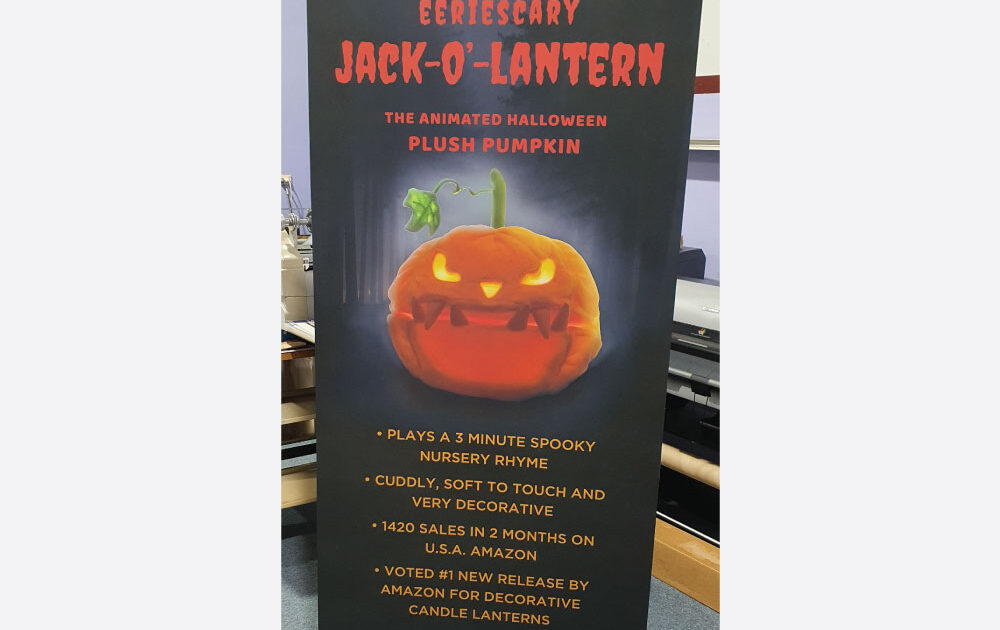 EERIESCARY
JACK-O'-LANTERN
THE ANIMATED HALLOWEEN
PLUSH PUMPKIN
• PLAYS A 3 MINUTE SPOOKY
NURSERY RHYME
• CUDDLY, SOFT TO TOUCH AND
VERY DECORATIVE
• 1420 SALES IN 2 MONTHS ON
U.S.A. AMAZON
• VOTED #1 NEW RELEASE BY
AMAZON FOR DECORATIVE
CANDLE LANTERNS